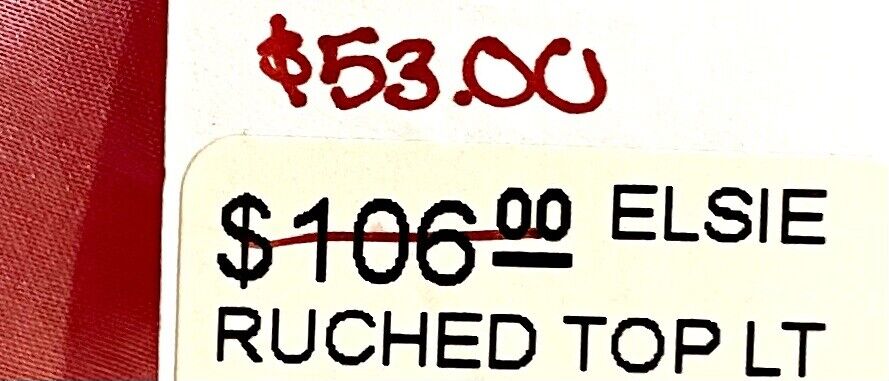 $53.00
$106.00 ELSIE
RUCHED TOP LT